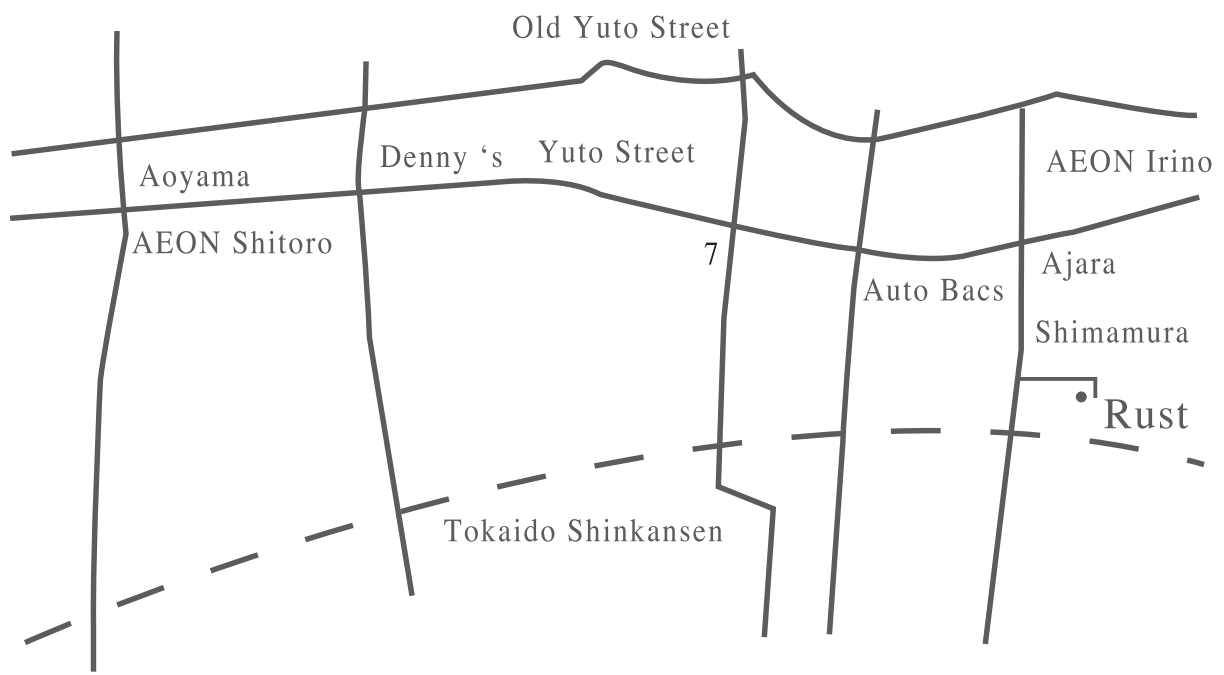 Old Yuto Street
Denny ‘s
Yuto Street
AEON Irino
Aoyama
AEON Shitoro
7
Ajara
Auto Bacs
Shimamura
Rust
Tokaido Shinkansen